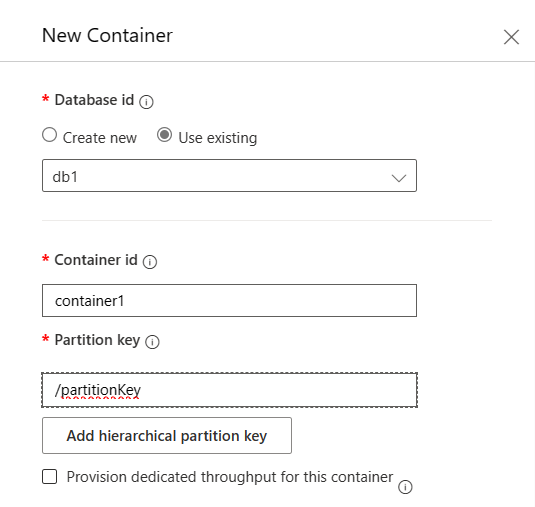 New Container
* Database id
Create new Use existing
db1
* Container id
container1
* Partition key
/partitionKey
Add hierarchical partition key
Provision dedicated throughput for this container